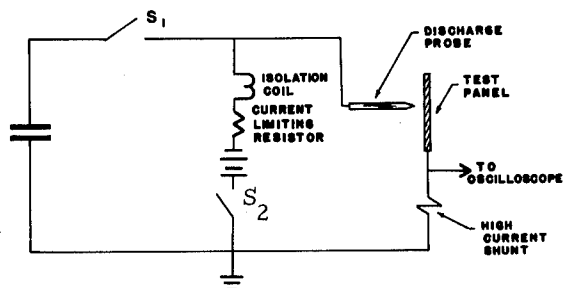 S1
DISCHARGE
PROBE
ISOLATION
COIL
CURRENT
LIMITING
RESISTOR
TEST
PANEL
S2
TO
OSCILLOSCOPE
HIGH
CURRENT
SHUNT